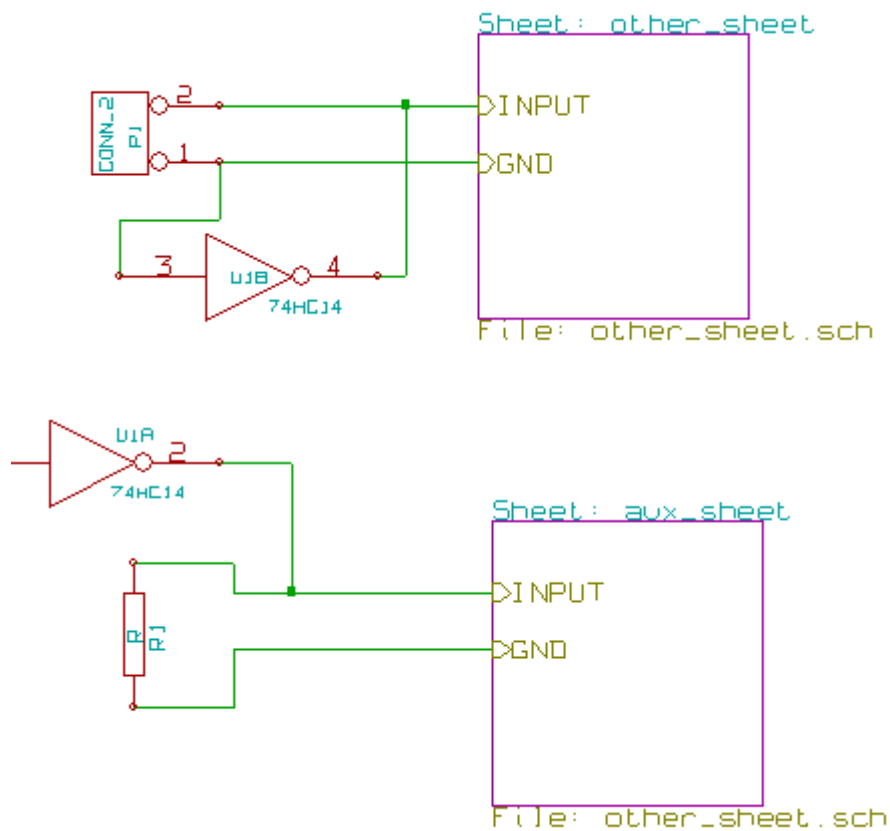 Sheet: other_sheet
CONN_2
P1
2
INPUT
1
GND
3
U1B
4
74HC14
File: other_sheet.sch
U1A
2
74HC14
Sheet: aux_sheet
INPUT
R
R1
GND
File: other_sheet.sch